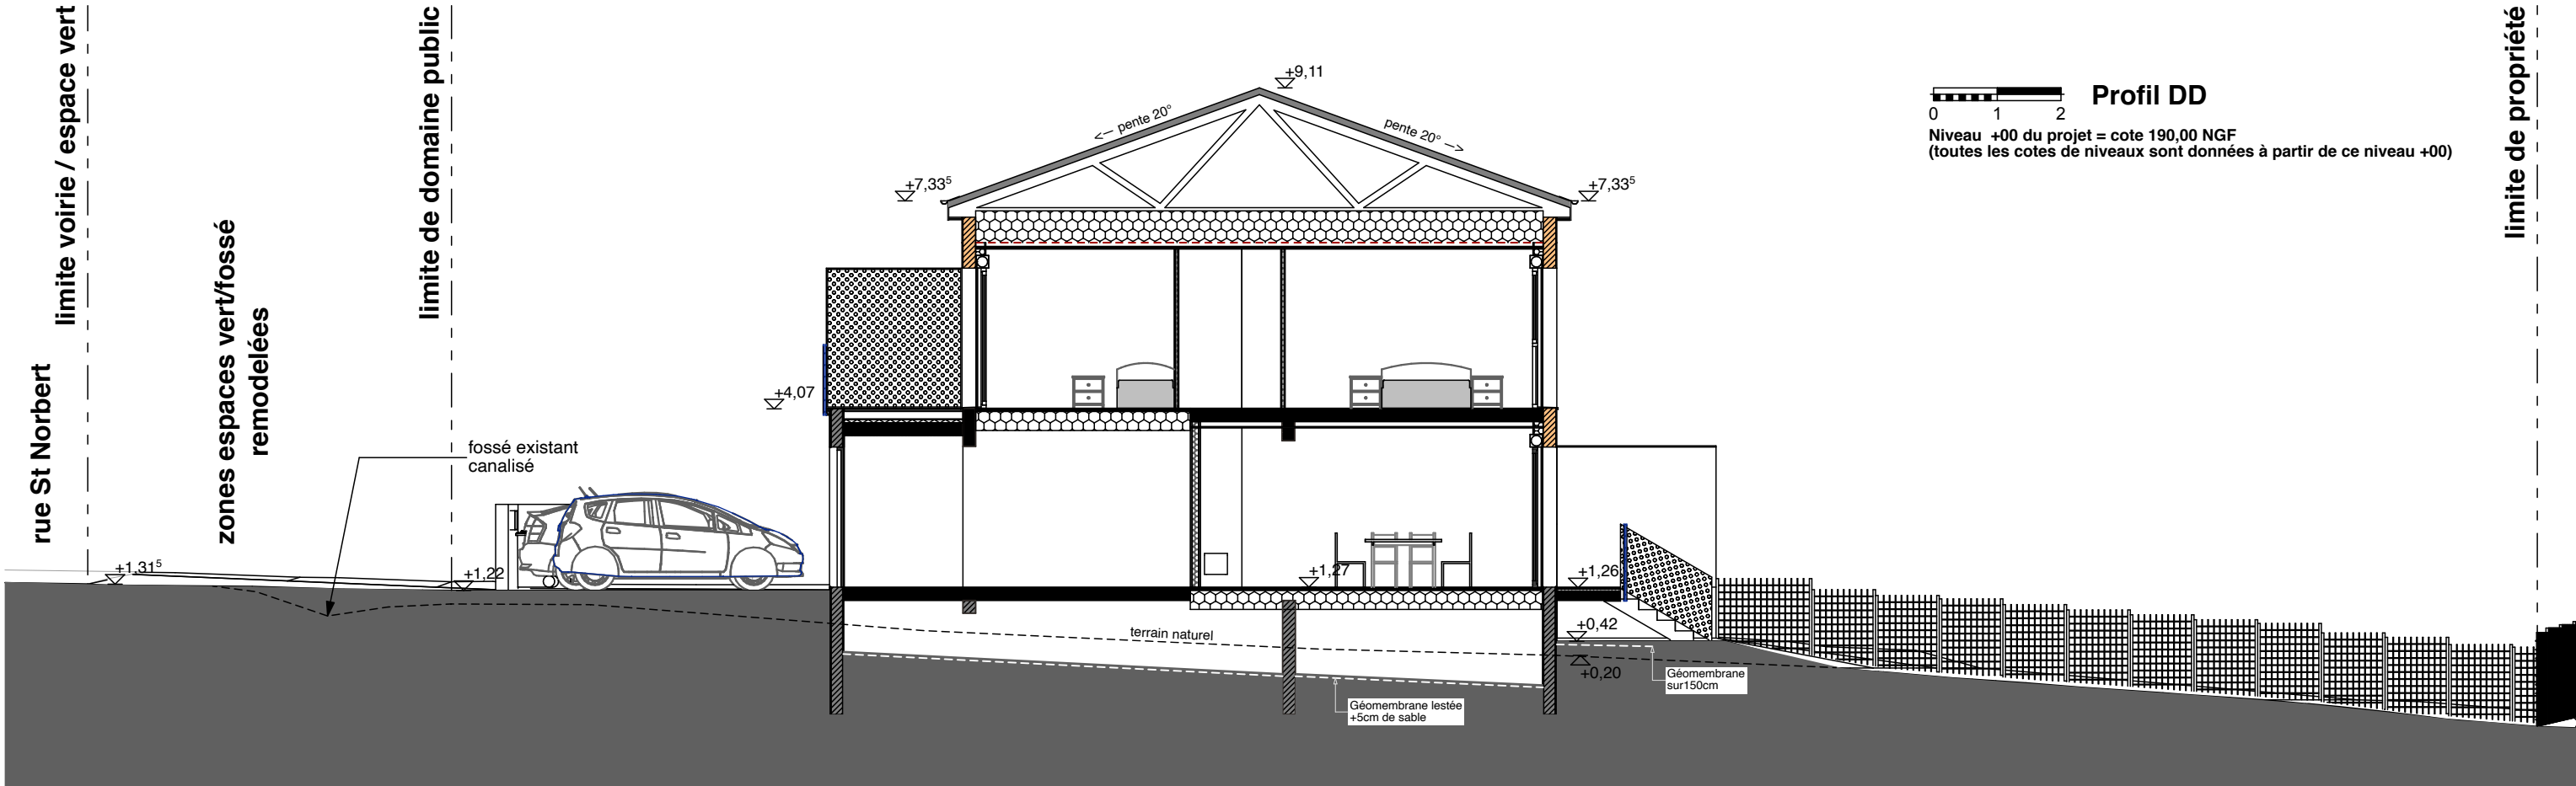 limite voirie / espace vert
rue St Norbert
zones espaces vert/fossé
remodelées
limite de domaine public
fossé existant
canalisé
+1,31⁵
+1,22
+4,07
+7,33⁵
<-- pente 20°
+9,11
pente 20° -->
+7,33⁵
+1,27
+1,26
+0,42
+0,20
terrain naturel
Géomembrane
sur150cm
Géomembrane lestée
+5cm de sable
Profil DD
0 1 2
Niveau +00 du projet = cote 190,00 NGF
(toutes les cotes de niveaux sont données à partir de ce niveau +00)
limite de propriété